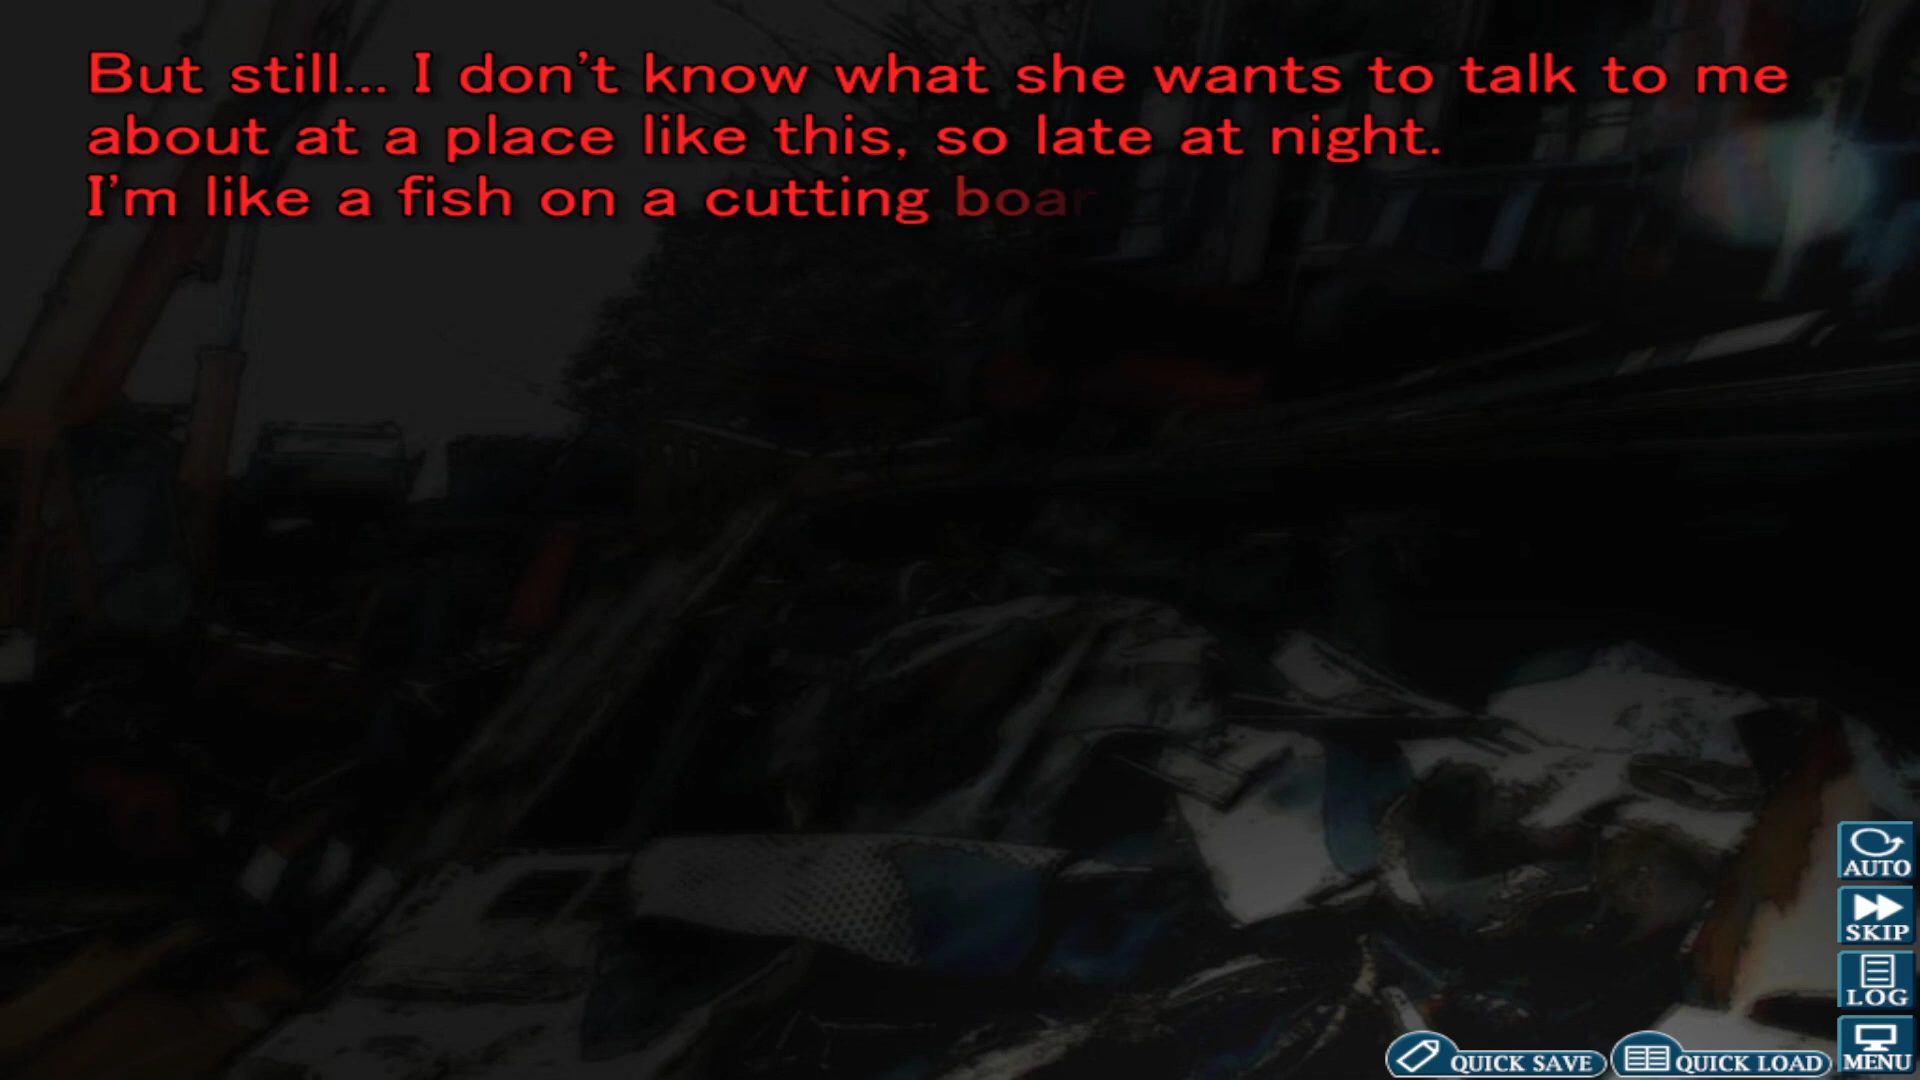 But still... I don't know what she wants to talk to me
about at a place like this, so late at night.
I'm like a fish on a cutting boar
AUTO
SKIP
LOG
MENU
QUICK SAVE
QUICK LOAD